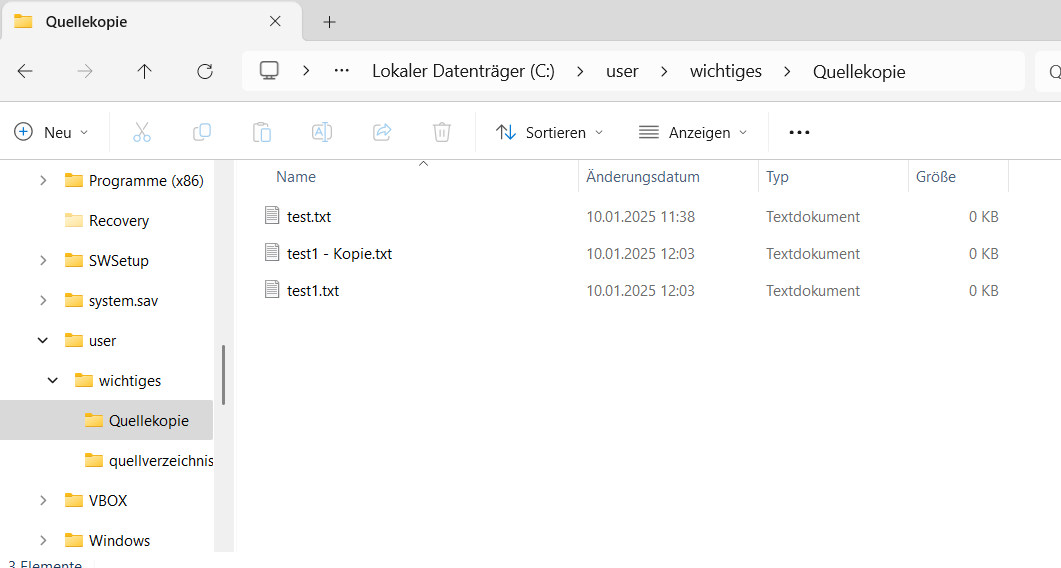 Quellekopie
Lokaler Datenträger (C:) user wichtiges Quellekopie
Neu Sortieren Anzeigen
Programme (x86)
Recovery
SWSetup
system.sav
user
wichtiges
Quellekopie
quellverzeichnis
VBOX
Windows
Name Änderungsdatum Typ Größe
test.txt 10.01.2025 11:38 Textdokument 0 KB
test1 - Kopie.txt 10.01.2025 12:03 Textdokument 0 KB
test1.txt 10.01.2025 12:03 Textdokument 0 KB
3 Elemente